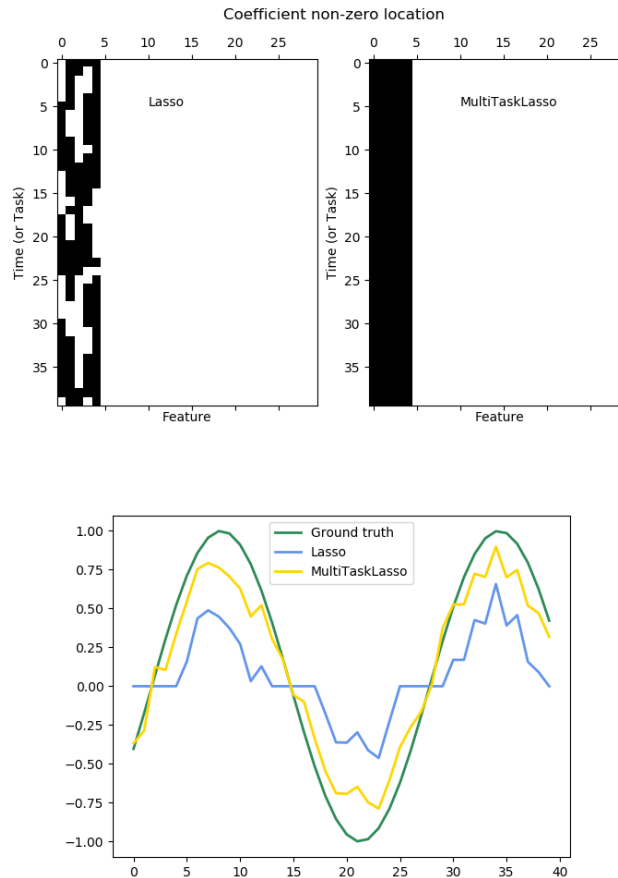 Coefficient non-zero location
0 5 10 15 20 25
0 5 10 15 20 25
0
5
10
15
20
25
30
35
Time (or Task)
Lasso
Feature
0
5
10
15
20
25
30
35
Time (or Task)
MultiTaskLasso
Feature
1.00
0.75
0.50
0.25
0.00
−0.25
−0.50
−0.75
−1.00
Ground truth
Lasso
MultiTaskLasso
0 5 10 15 20 25 30 35 40